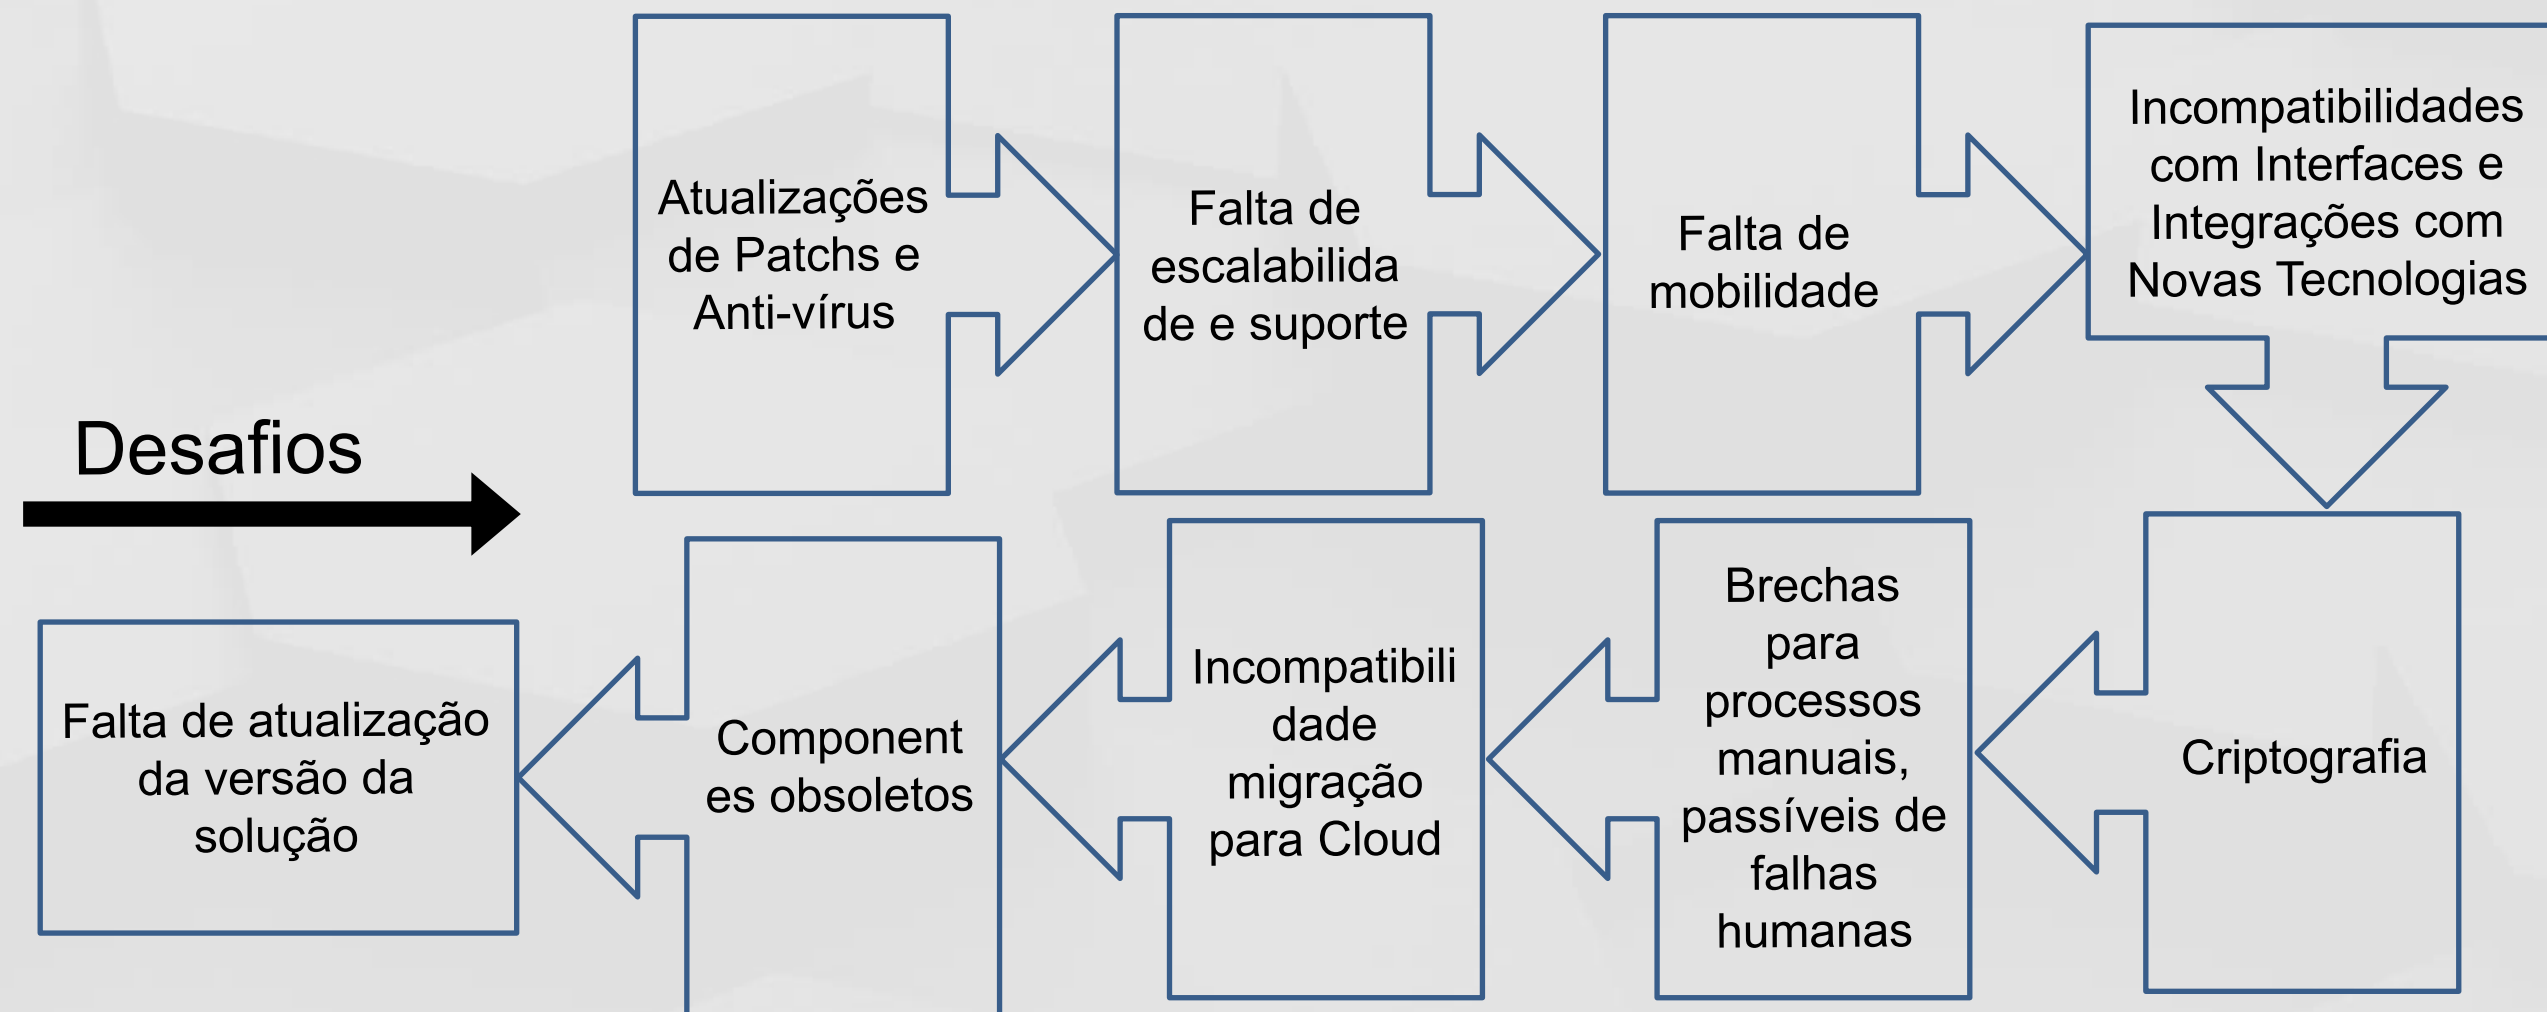 Desafios
Atualizações
de Patchs e
Anti-vírus
Falta de
escalabilida
de e suporte
Falta de
mobilidade
Incompatibilidades
com Interfaces e
Integrações com
Novas Tecnologias
Criptografia
Brechas
para
processos
manuais,
passíveis de
falhas
humanas
Incompatibili
dade
migração
para Cloud
Component
es obsoletos
Falta de atualização
da versão da
solução